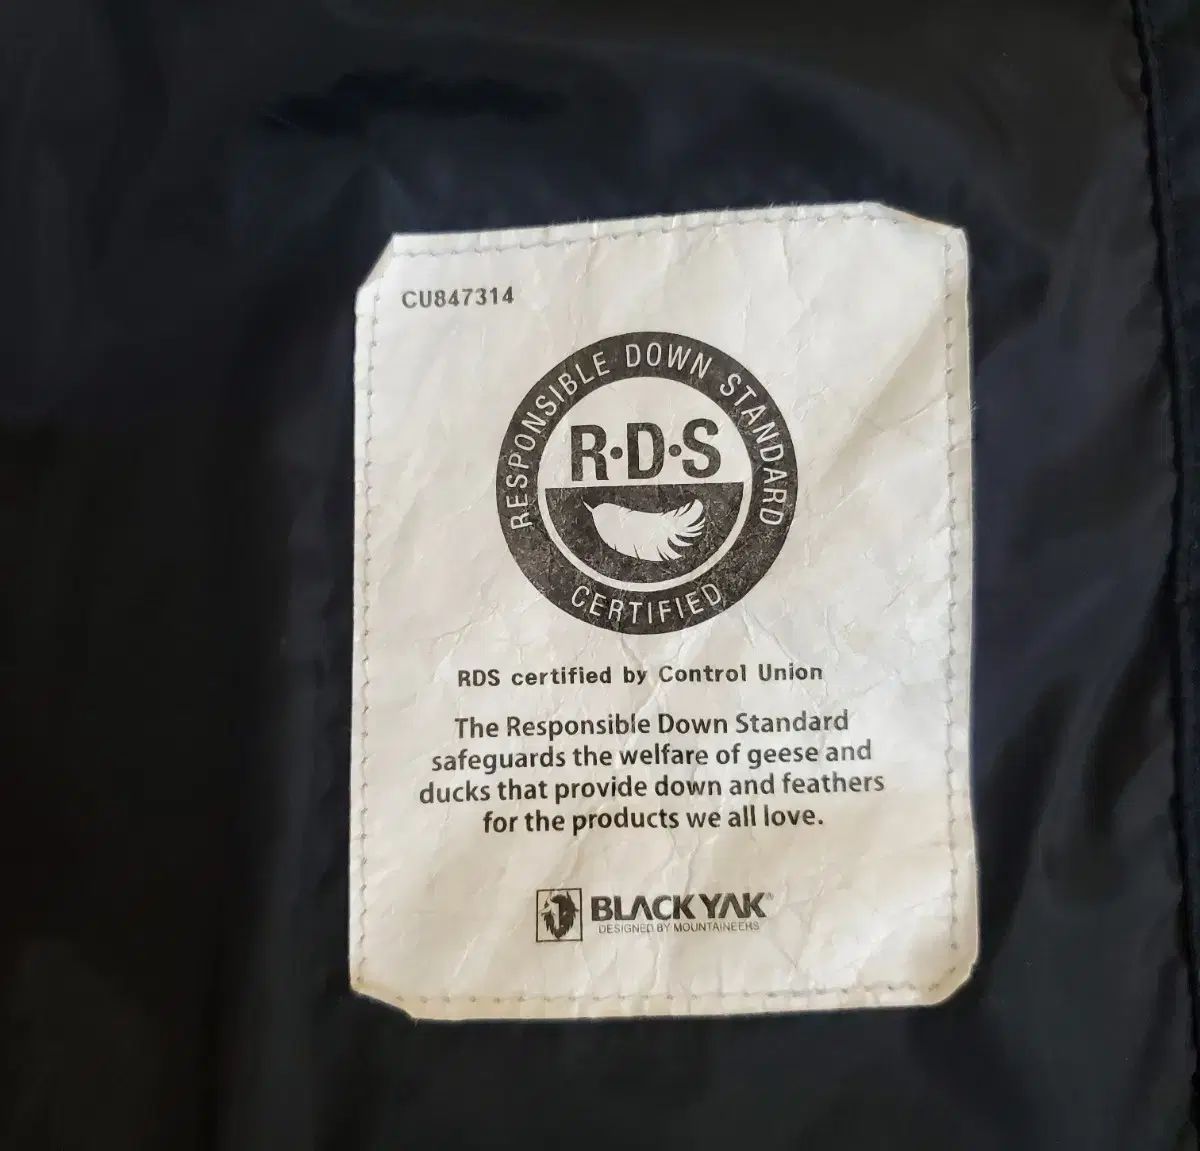 CU847314
RESPONSIBLE DOWN STANDARD
R·D·S
CERTIFIED
RDS certified by Control Union
The Responsible Down Standard
safeguards the welfare of geese and
ducks that provide down and feathers
for the products we all love.
BLACKYAK®
DESIGNED BY MOUNTAINEERS